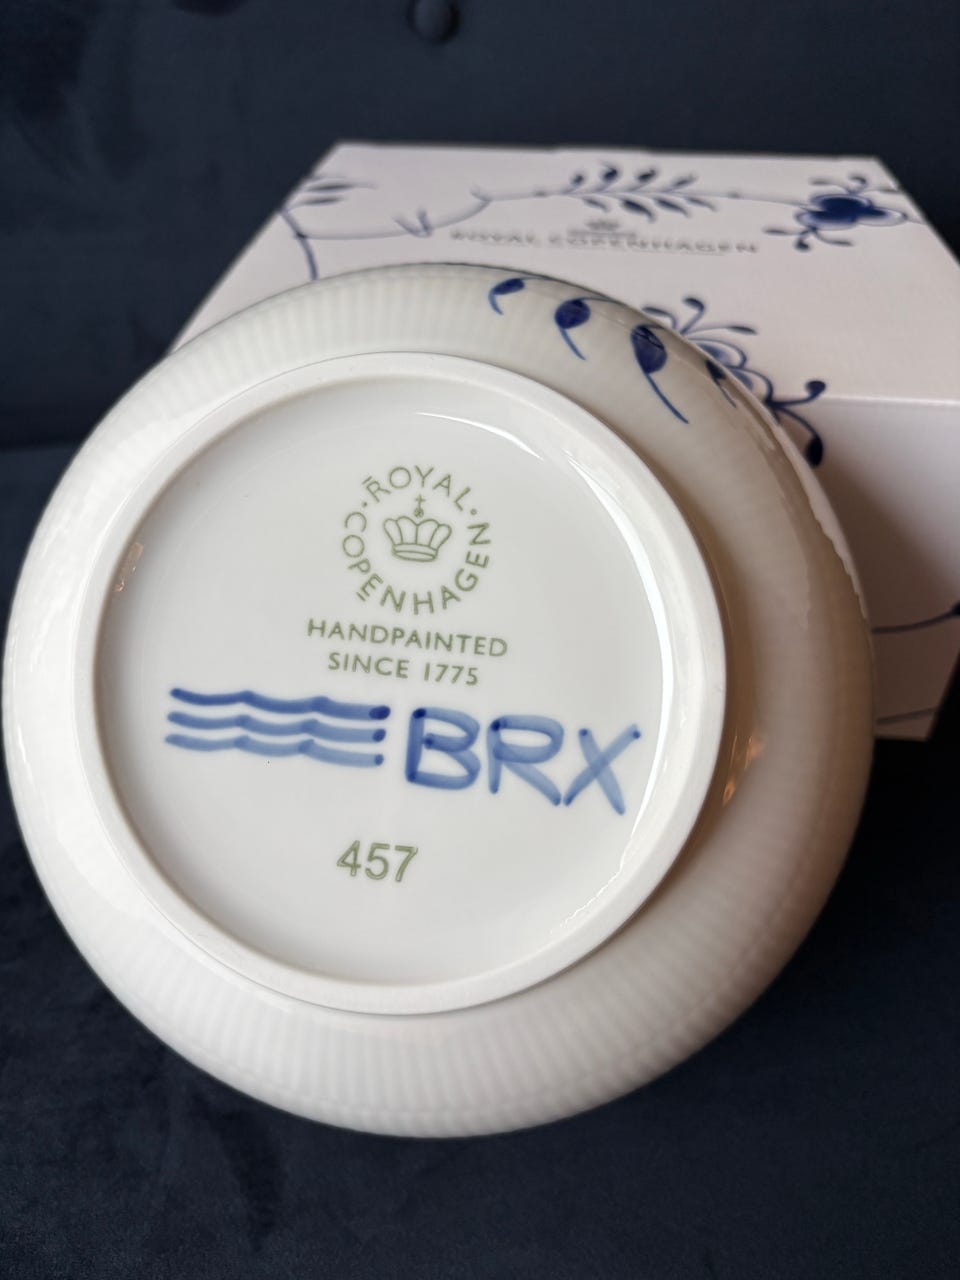 ROYAL COPENHAGEN
ROYAL COPENHAGEN
HANDPAINTED
SINCE 1775
BRX
457